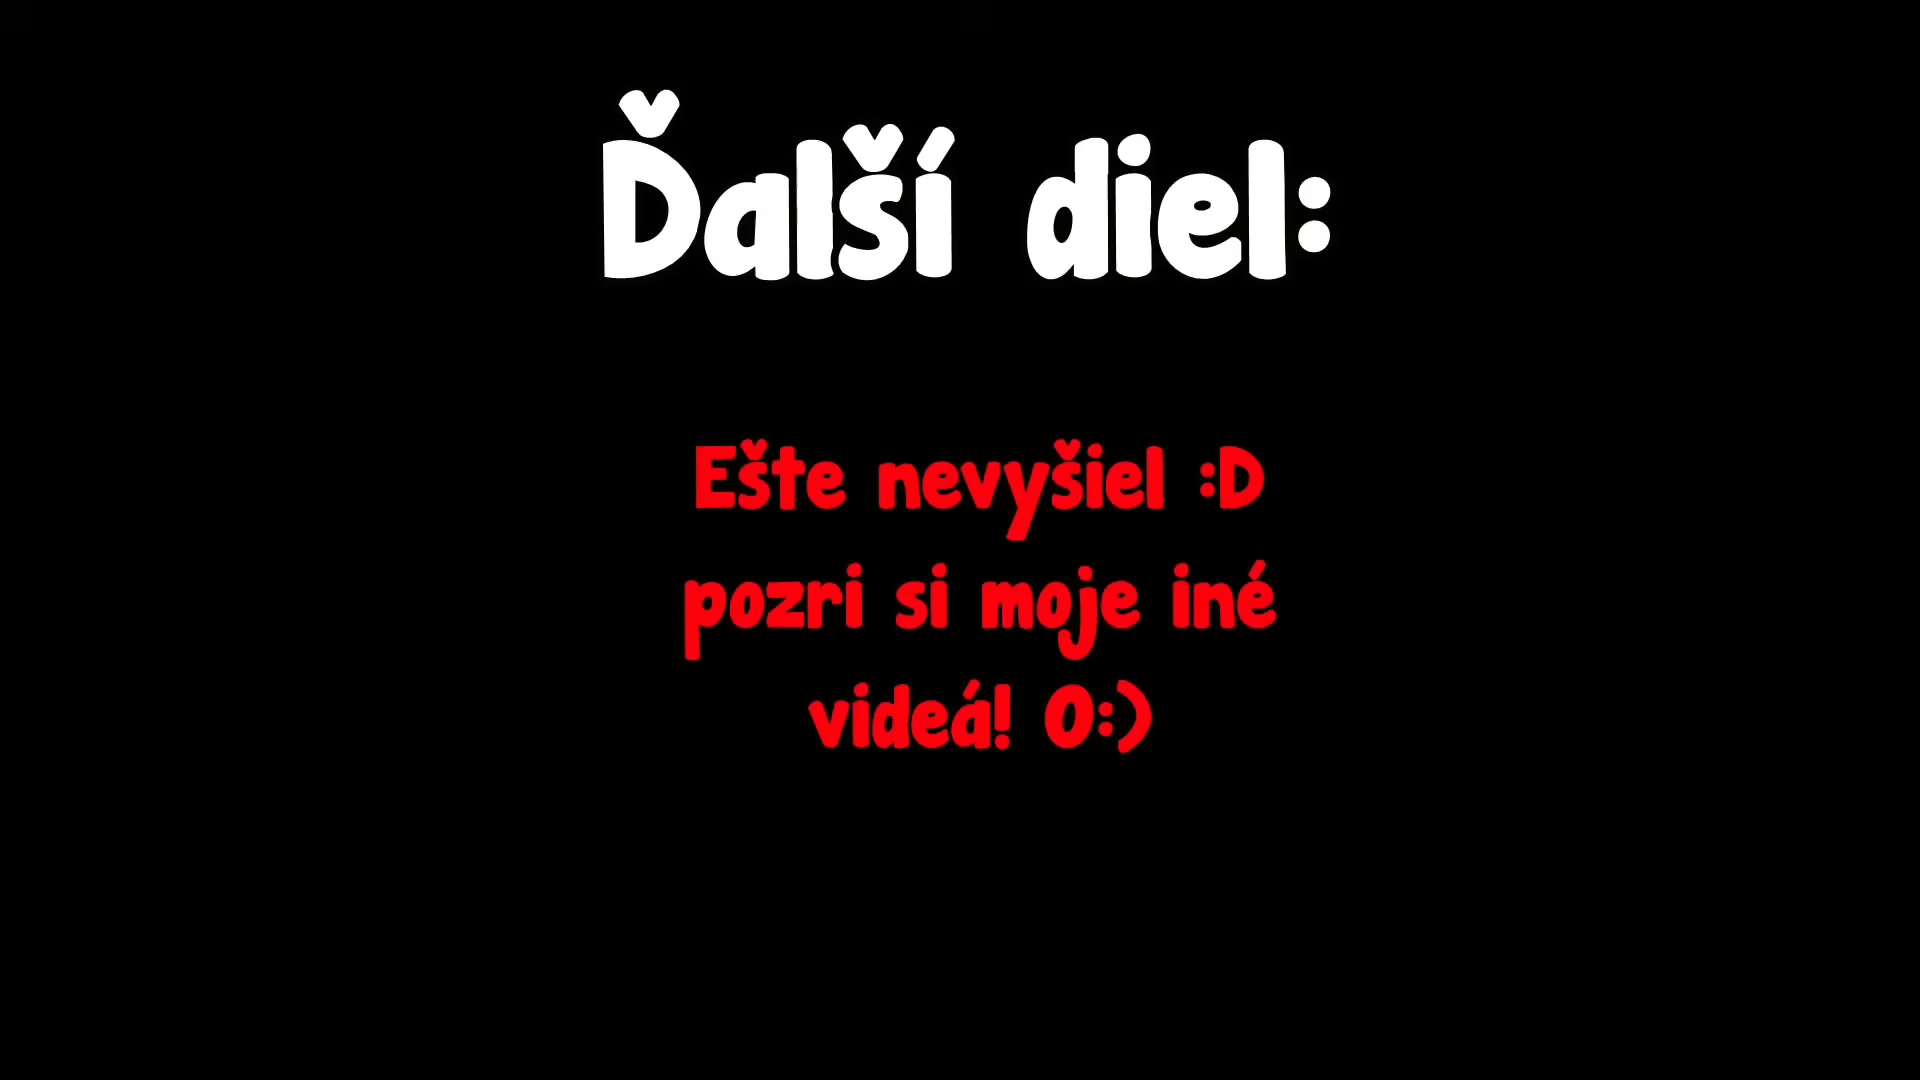 Ďalší diel:
Ešte nevyšiel :D
pozri si moje iné
videá! O:)